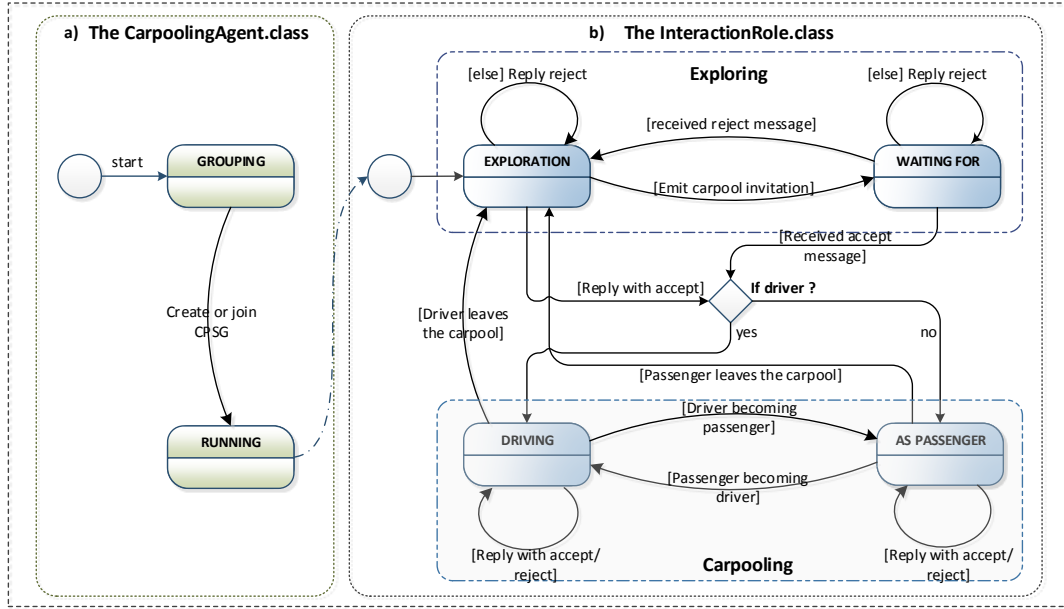 a) The CarpoolingAgent.class
b) The InteractionRole.class
[else] Reply reject
Exploring
[else] Reply reject
[received reject message]
start
GROUPING
EXPLORATION
WAITING FOR
[Emit carpool invitation]
[Received accept
message]
[Reply with accept]
If driver ?
Create or join
CPSG
[Driver leaves
the carpool]
yes
no
[Passenger leaves the carpool]
[Driver becoming
passenger]
RUNNING
DRIVING
AS PASSENGER
[Passenger becoming
driver]
[Reply with accept/
reject]
[Reply with accept/
reject]
Carpooling